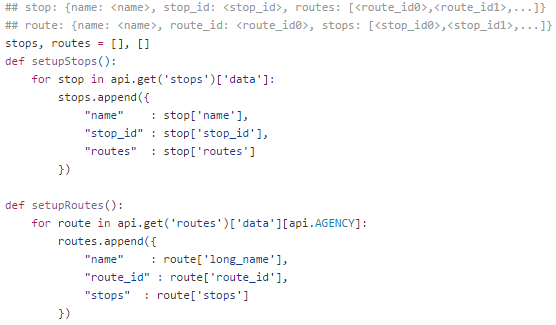 ## stop: {name: <name>, stop_id: <stop_id>, routes: [<route_id0>,<route_id1>,...]}
## route: {name: <name>, route_id: <route_id0>, stops: [<stop_id0>,<stop_id1>,...]}
stops, routes = [], []
def setupStops():
    for stop in api.get('stops')['data']:
        stops.append({
            "name"    : stop['name'],
            "stop_id" : stop['stop_id'],
            "routes"  : stop['routes']
        })

def setupRoutes():
    for route in api.get('routes')['data'][api.AGENCY]:
        routes.append({
            "name"    : route['long_name'],
            "route_id" : route['route_id'],
            "stops"  : route['stops']
        })